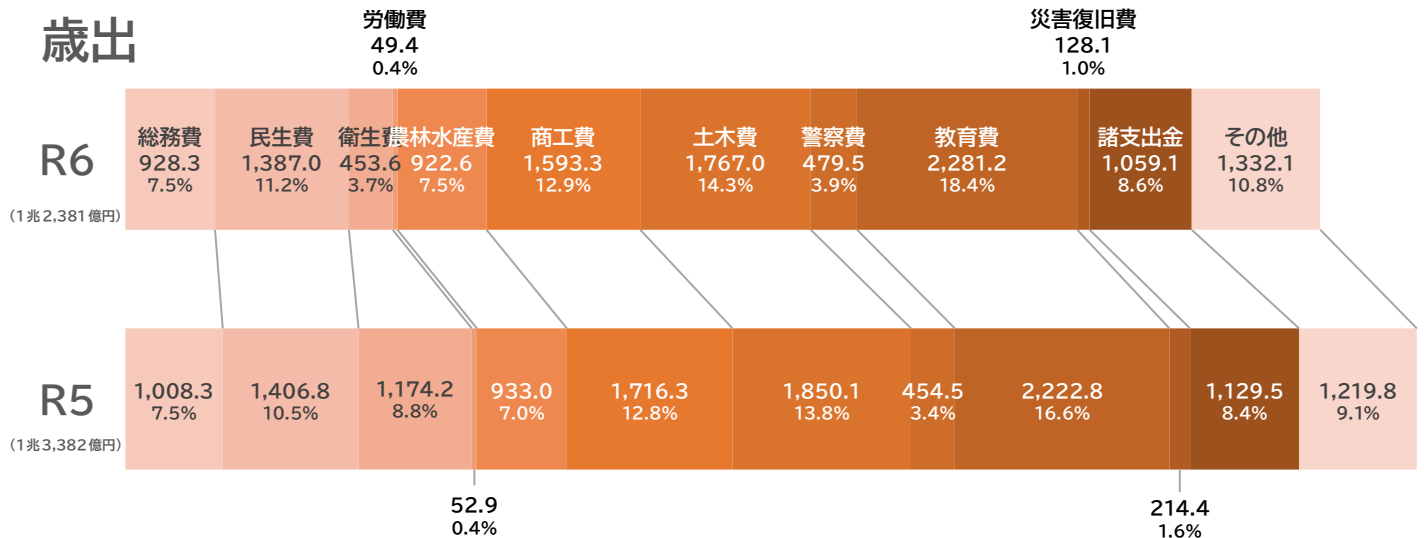 歳出
労働費
49.4
0.4%
災害復旧費
128.1
1.0%
R6
(1兆2,381億円)
総務費
928.3
7.5%
民生費
1,387.0
11.2%
衛生費
453.6
3.7%
農林水産費
922.6
7.5%
商工費
1,593.3
12.9%
土木費
1,767.0
14.3%
警察費
479.5
3.9%
教育費
2,281.2
18.4%
諸支出金
1,059.1
8.6%
その他
1,332.1
10.8%
R5
(1兆3,382億円)
1,008.3
7.5%
1,406.8
10.5%
1,174.2
8.8%
933.0
7.0%
1,716.3
12.8%
1,850.1
13.8%
454.5
3.4%
2,222.8
16.6%
1,129.5
8.4%
1,219.8
9.1%
52.9
0.4%
214.4
1.6%